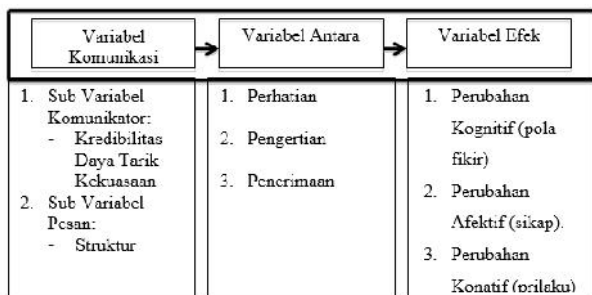 Variabel
Komunikasi
Variabel Antara
Variabel Efek
1. Sub Variabel
Komunikator:
- Kredibilitas
Daya Tarik
Kekuasaan
2. Sub Variabel
Pesan:
- Struktur
1. Perhatian
2. Pengertian
3. Penerimaan
1. Perubahan
Kognitif (pola
fikir)
2. Perubahan
Afektif (sikap).
3. Perubahan
Konatif (prilaku)